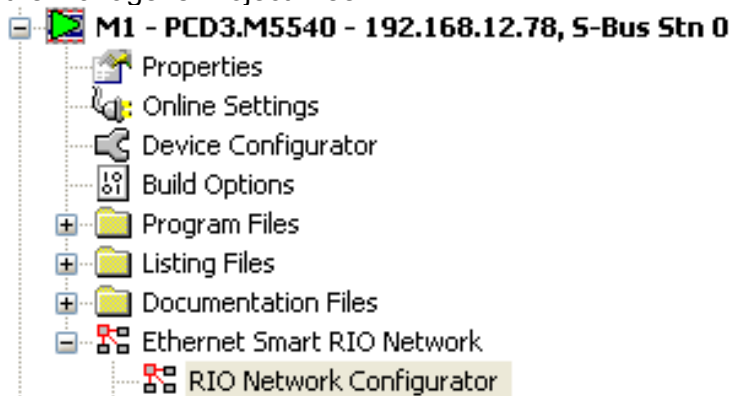 M1 - PCD3.M5540 - 192.168.12.78, S-Bus Stn 0
Properties
Online Settings
Device Configurator
Build Options
Program Files
Listing Files
Documentation Files
Ethernet Smart RIO Network
RIO Network Configurator